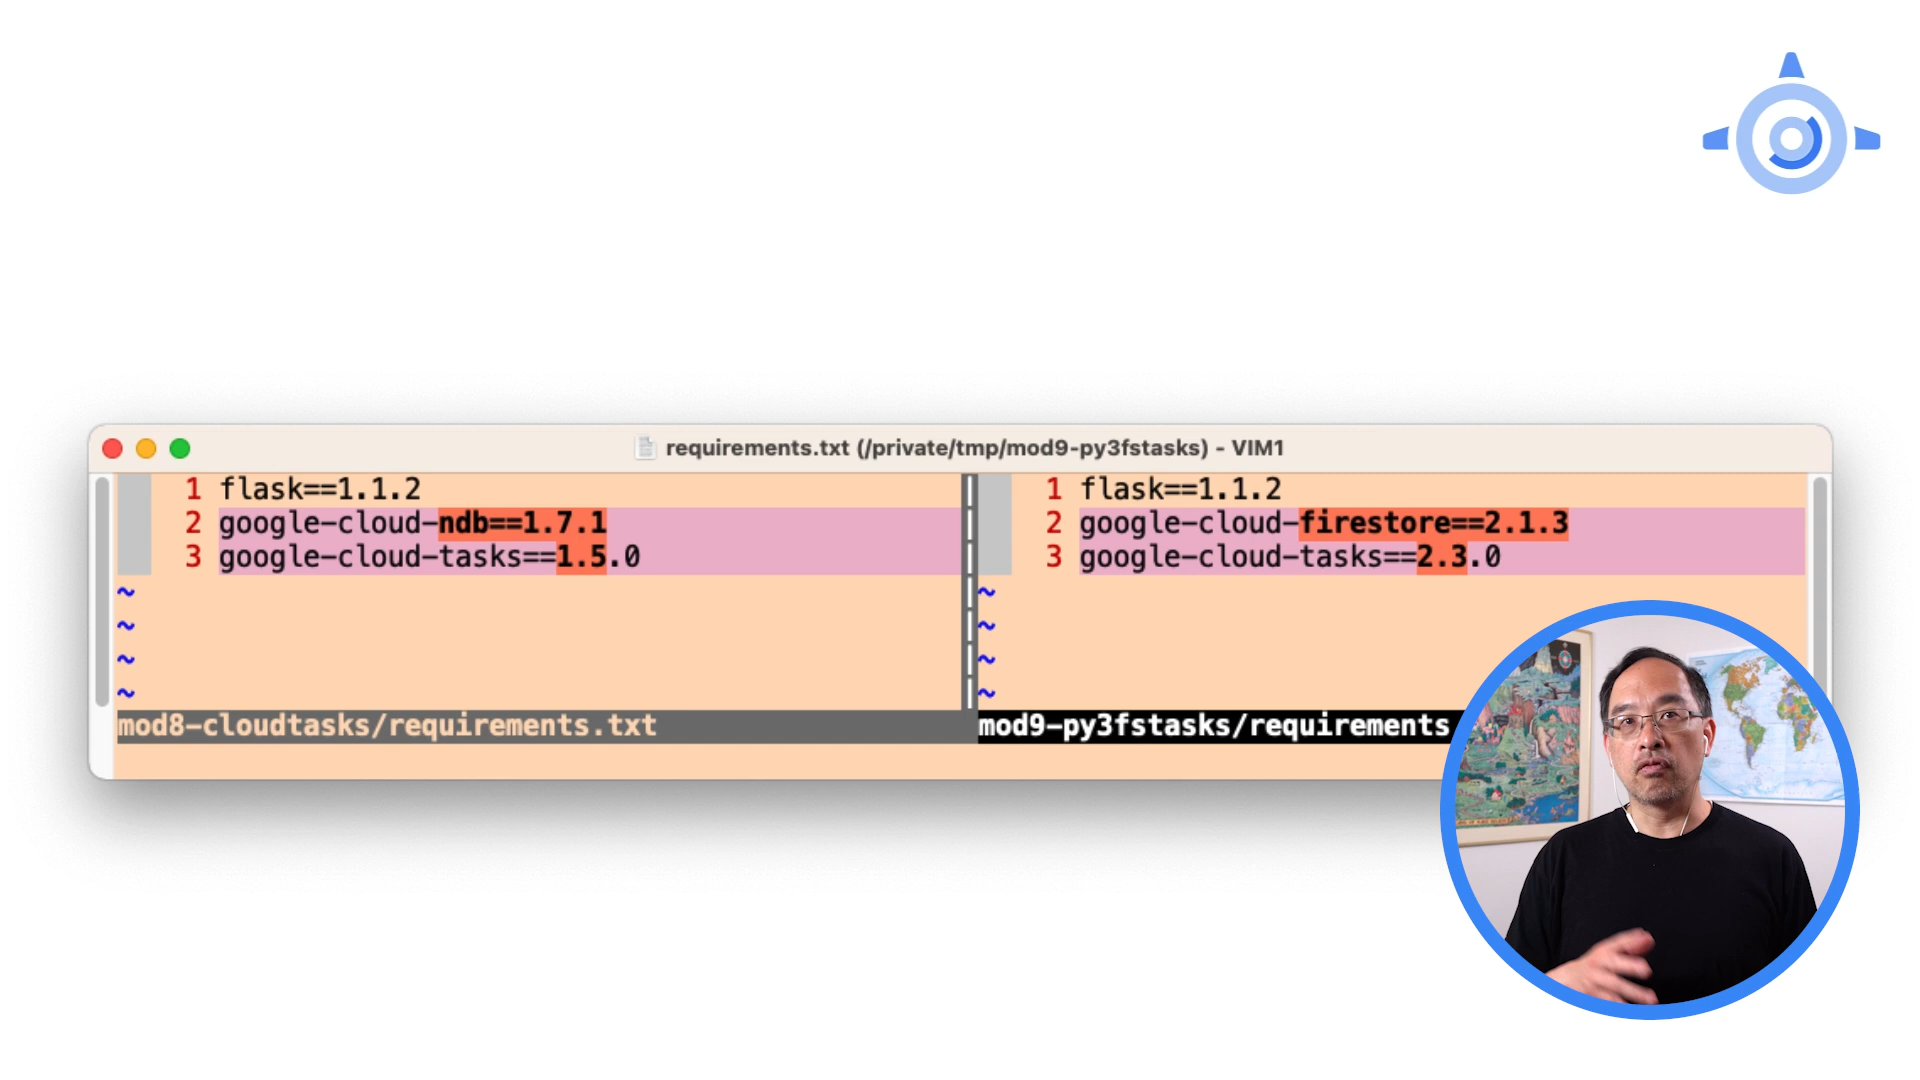 requirements.txt (/private/tmp/mod9-py3fstasks) - VIM1
1 flask==1.1.2
2 google-cloud-ndb==1.7.1
3 google-cloud-tasks==1.5.0
~
~
~
~
mod8-cloudtasks/requirements.txt
1 flask==1.1.2
2 google-cloud-firestore==2.1.3
3 google-cloud-tasks==2.3.0
~
~
~
~
mod9-py3fstasks/requirements